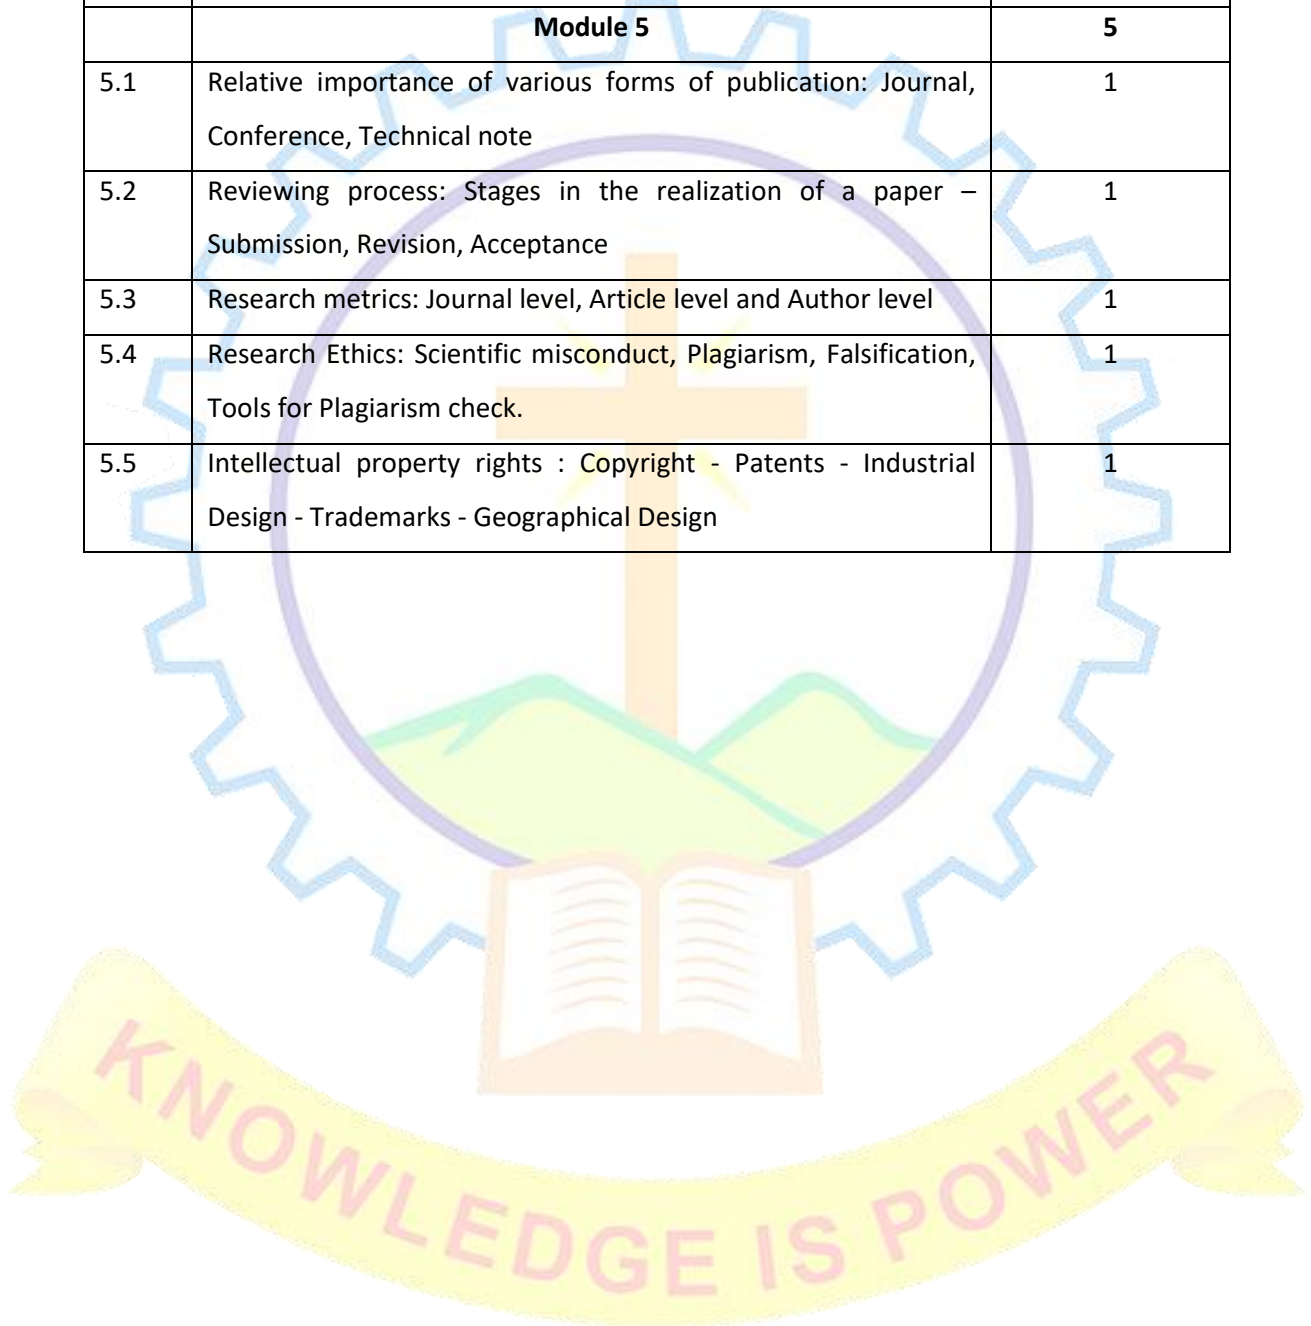 Module 5
5
5.1
Relative importance of various forms of publication: Journal,
Conference, Technical note
1
5.2
Reviewing process: Stages in the realization of a paper –
Submission, Revision, Acceptance
1
5.3
Research metrics: Journal level, Article level and Author level
1
5.4
Research Ethics: Scientific misconduct, Plagiarism, Falsification,
Tools for Plagiarism check.
1
5.5
Intellectual property rights : Copyright - Patents - Industrial
Design - Trademarks - Geographical Design
1
KNOWLEDGE IS POWER